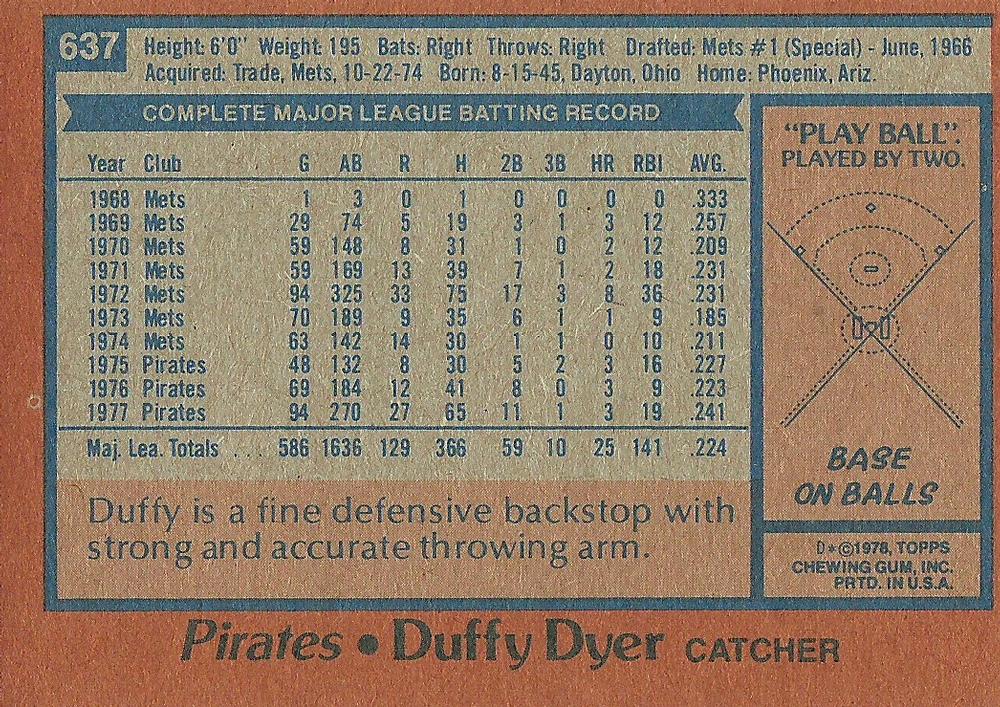 637
Height: 6'0" Weight: 195 Bats: Right Throws: Right Drafted: Mets #1 (Special) - June, 1966
Acquired: Trade, Mets, 10-22-74 Born: 8-15-45, Dayton, Ohio Home: Phoenix, Ariz.
COMPLETE MAJOR LEAGUE BATTING RECORD
Year Club G AB R H 2B 3B HR RBI AVG.
1968 Mets 1 3 0 1 0 0 0 0 .333
1969 Mets 29 74 5 19 3 1 3 12 .257
1970 Mets 59 148 8 31 1 0 2 12 .209
1971 Mets 59 169 13 39 7 1 2 18 .231
1972 Mets 94 325 33 75 17 3 8 36 .231
1973 Mets 70 189 9 35 6 1 1 9 .185
1974 Mets 63 142 14 30 1 1 0 10 .211
1975 Pirates 48 132 8 30 5 2 3 16 .227
1976 Pirates 69 184 12 41 8 0 3 9 .223
1977 Pirates 94 270 27 65 11 1 3 19 .241
Maj. Lea. Totals ... 586 1636 129 366 59 10 25 141 .224
Duffy is a fine defensive backstop with
strong and accurate throwing arm.
"PLAY BALL".
PLAYED BY TWO.
BASE
ON BALLS
D*©1978, TOPPS
CHEWING GUM, INC.
PRTD. IN U.S.A.
Pirates • Duffy Dyer CATCHER